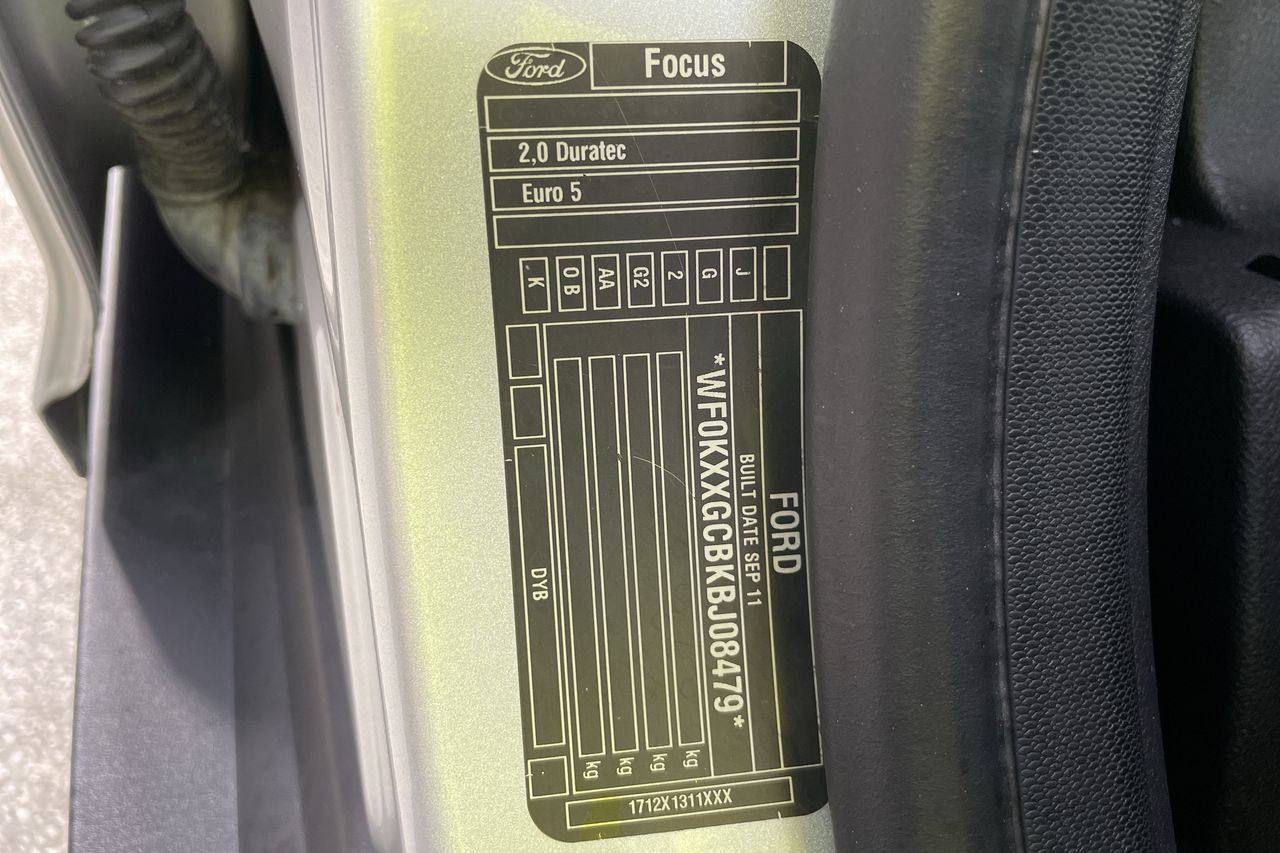 Ford
Focus
2,0 Duratec
Euro 5
K
0B
AA
G2
2
G
J
FORD
BUILT DATE SEP 11
*WF0KXXGCBKBJ08479*
kg
kg
kg
kg
DYB
1712X1311XXX